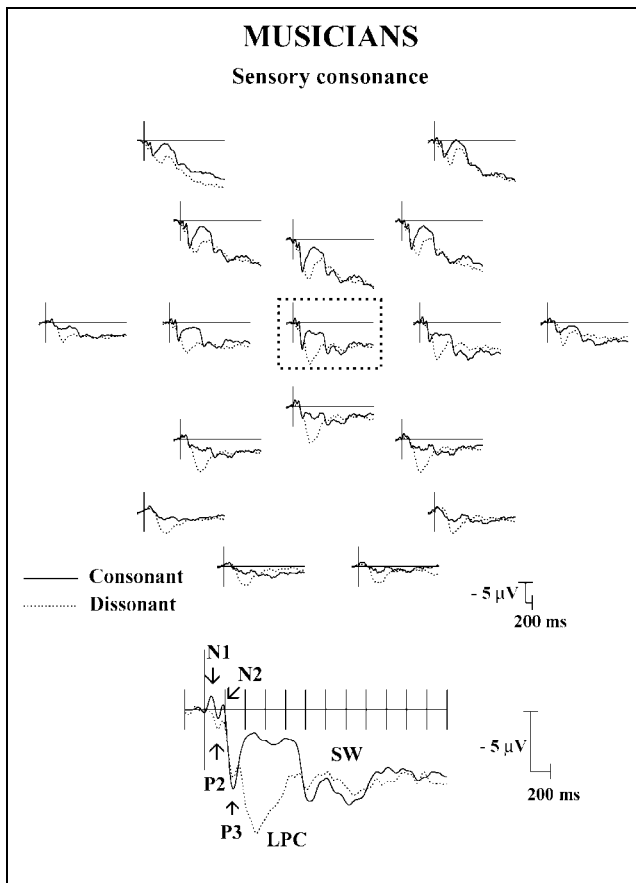 MUSICIANS
Sensory consonance
Consonant
Dissonant
- 5 µV
200 ms
N1
N2
P2
P3
SW
LPC
- 5 µV
200 ms